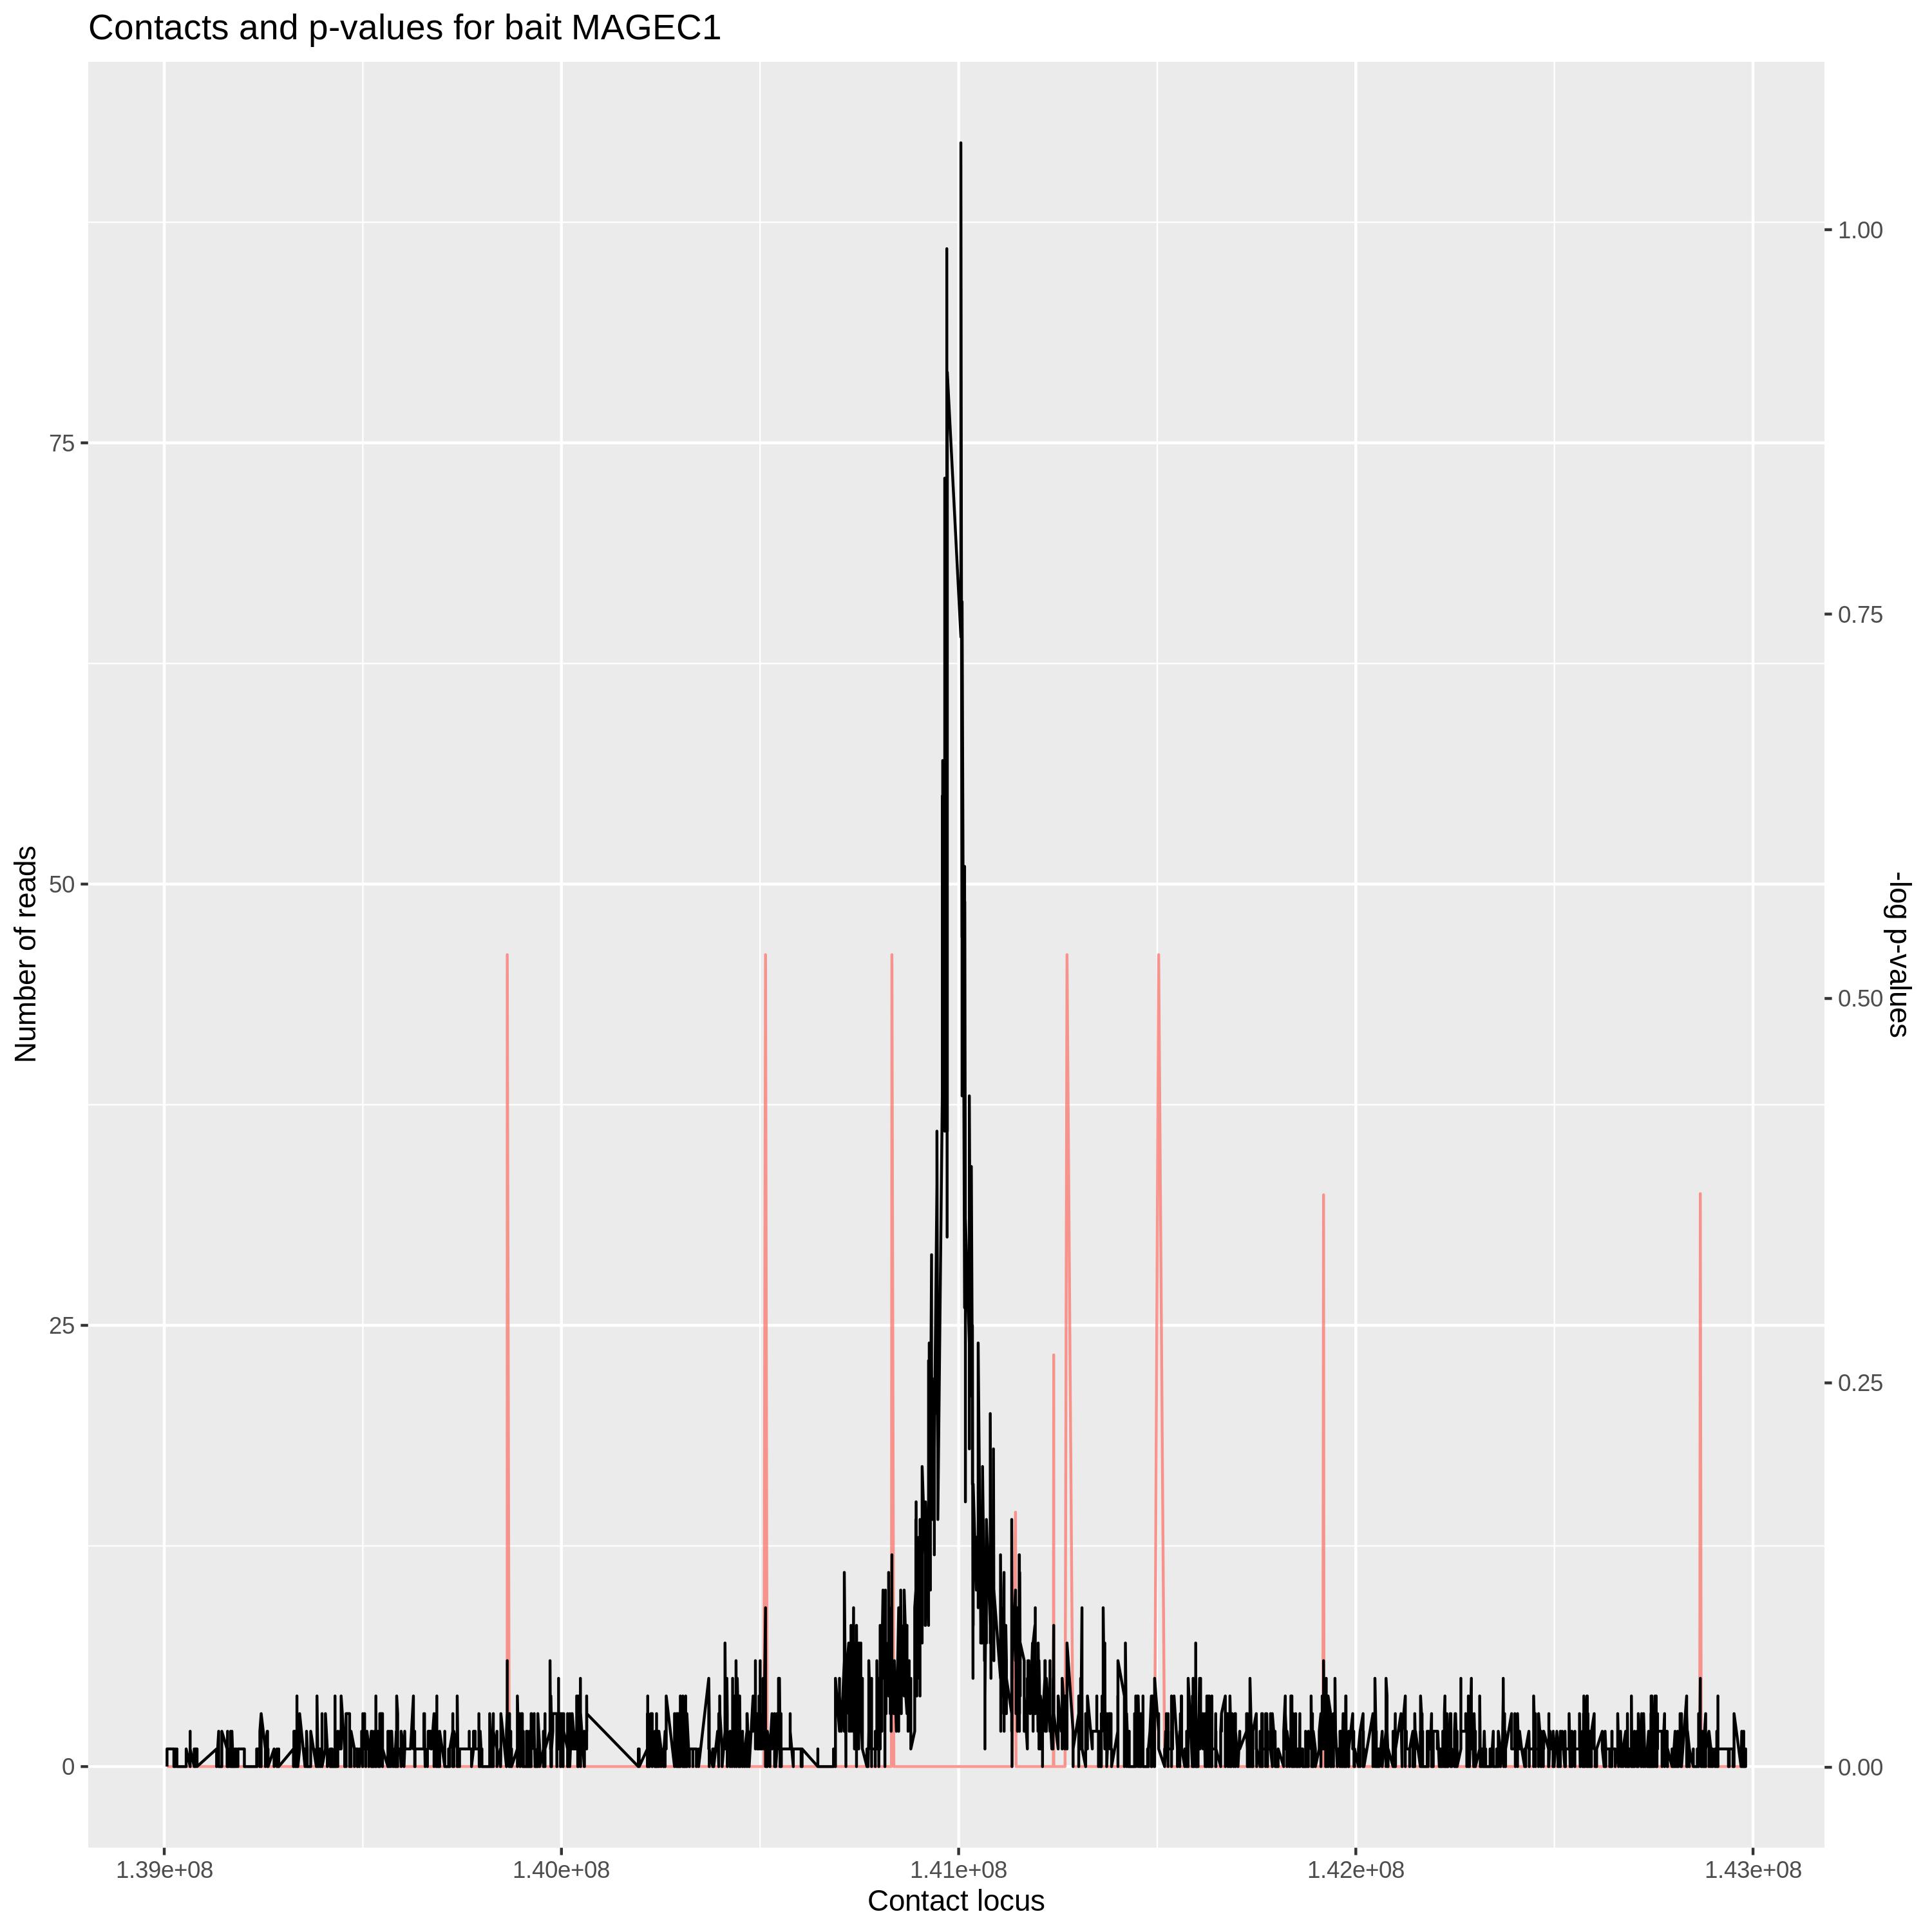 Contacts and p-values for bait MAGEC1
Number of reads
75
50
25
0
1.00
0.75
0.50
0.25
0.00
-log p-values
1.39e+08
1.40e+08
1.41e+08
1.42e+08
1.43e+08
Contact locus